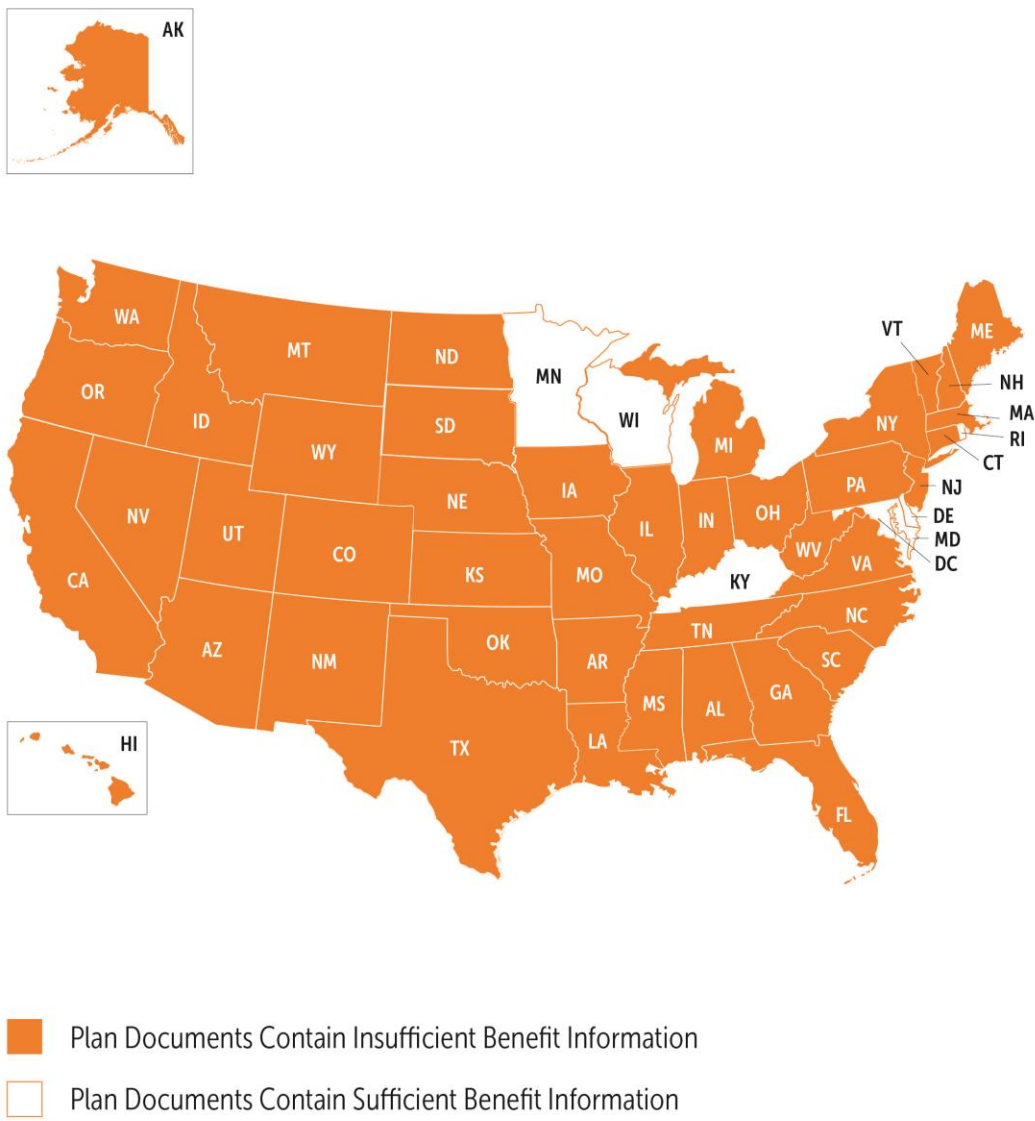 AK
WA
MT
ND
MN
VT
ME
OR
ID
SD
WI
NH
WY
MI
NY
MA
RI
CT
NV
UT
NE
IA
PA
NJ
CO
IL
IN
OH
DE
MD
DC
CA
KS
MO
KY
WV
VA
AZ
NM
OK
AR
TN
NC
SC
HI
TX
LA
MS
AL
GA
FL
Plan Documents Contain Insufficient Benefit Information
Plan Documents Contain Sufficient Benefit Information